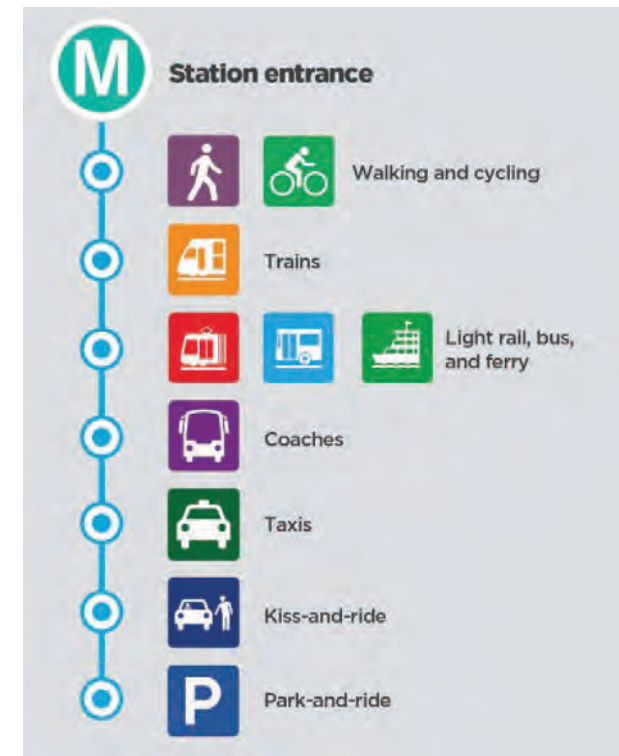 M
Station entrance
Walking and cycling
Trains
Light rail, bus,
and ferry
Coaches
Taxis
Kiss-and-ride
P
Park-and-ride